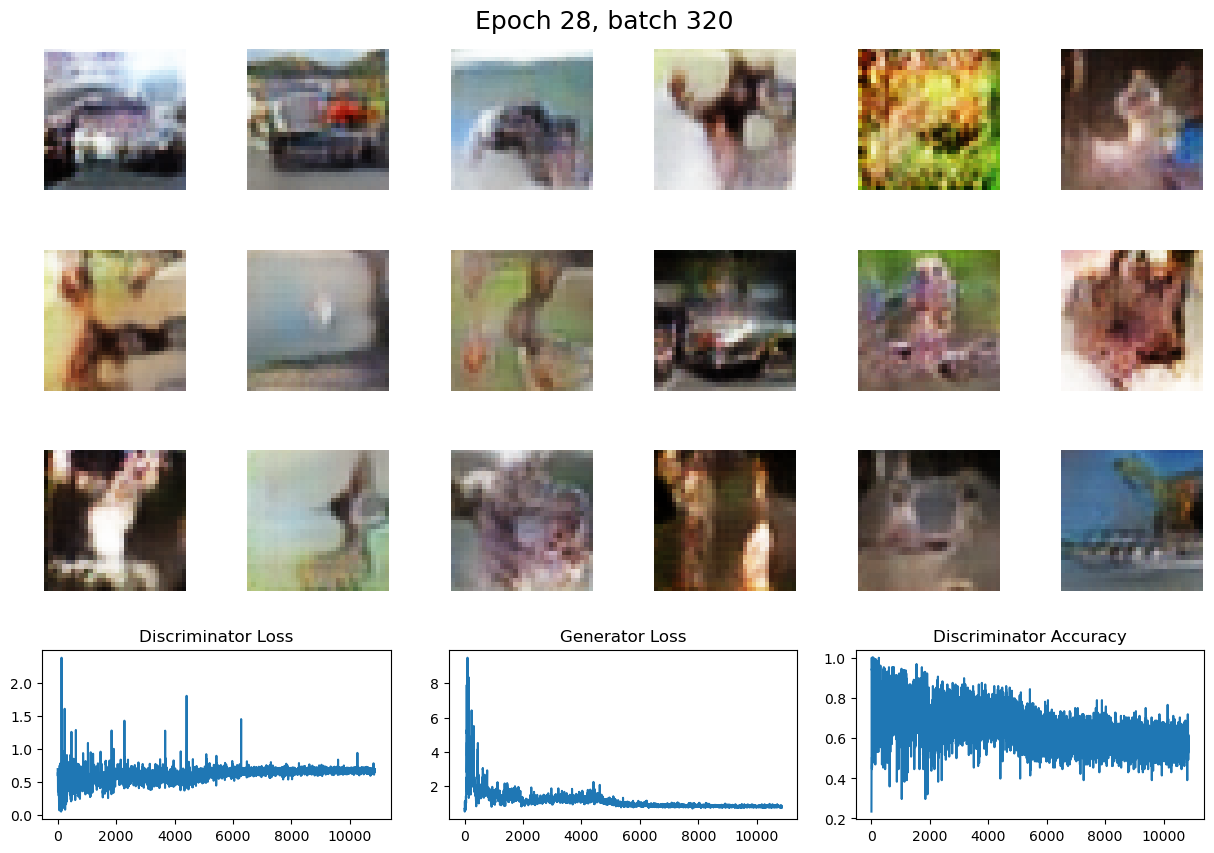 Epoch 28, batch 320
Discriminator Loss
Generator Loss
Discriminator Accuracy
2.0
1.5
1.0
0.5
0.0
0 2000 4000 6000 8000 10000
8
6
4
2
0 2000 4000 6000 8000 10000
1.0
0.8
0.6
0.4
0.2
0 2000 4000 6000 8000 10000